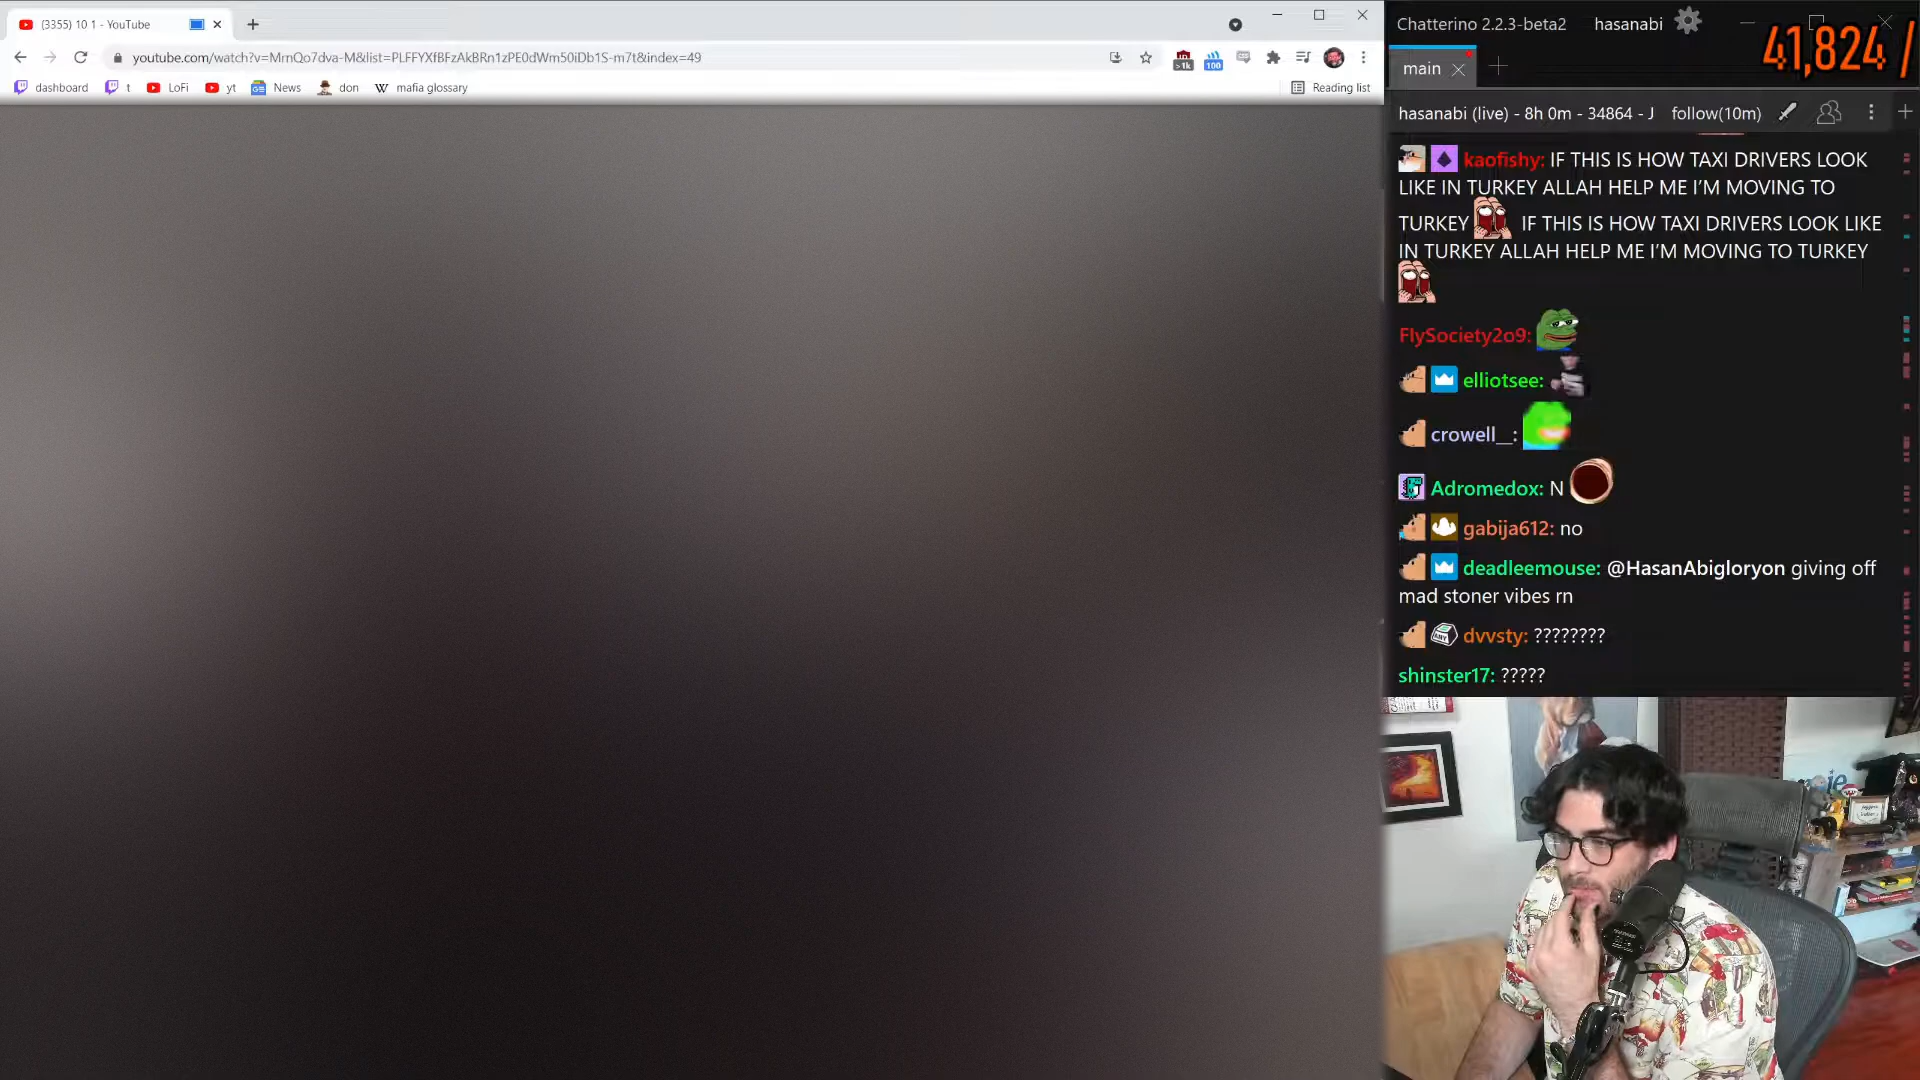 (3355) 10 1 - YouTube
Chatterino 2.2.3-beta2
hasanabi
41,824 /
youtube.com/watch?v=MrnQo7dva-M&list=PLFFYXfBFzAkBRn1zPE0dWm50iDb1S-m7t&index=49
>1k
100
main
dashboard
t
LoFi
yt
News
don
mafia glossary
Reading list
hasanabi (live) - 8h 0m - 34864 - J
follow(10m)
kaofishy: IF THIS IS HOW TAXI DRIVERS LOOK
LIKE IN TURKEY ALLAH HELP ME I'M MOVING TO
TURKEY IF THIS IS HOW TAXI DRIVERS LOOK LIKE
IN TURKEY ALLAH HELP ME I'M MOVING TO TURKEY
FlySociety2o9:
elliotsee:
crowell__:
Adromedox: N
gabija612: no
deadleemouse: @HasanAbigloryon giving off
mad stoner vibes rn
dvvsty: ????????
shinster17: ?????